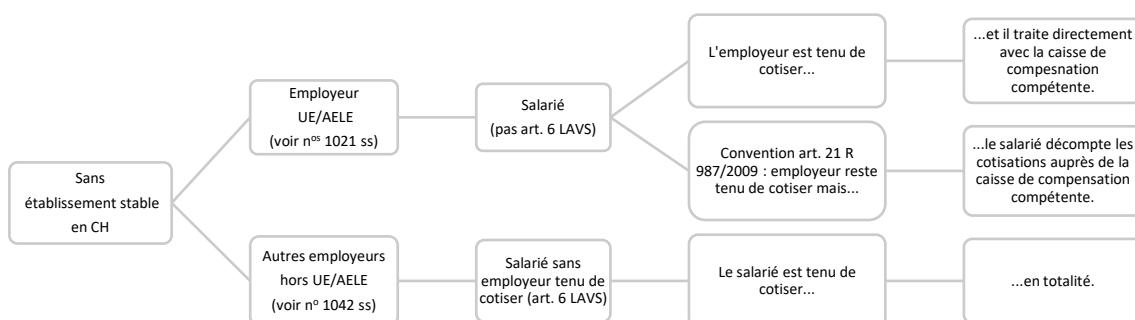 Sans
établissement stable
en CH
Employeur
UE/AELE
(voir nos 1021 ss)
Salarié
(pas art. 6 LAVS)
L'employeur est tenu de
cotiser...
...et il traite directement
avec la caisse de
compesnation
compétente.
Convention art. 21 R
987/2009 : employeur reste
tenu de cotiser mais...
...le salarié décompte les
cotisations auprès de la
caisse de compensation
compétente.
Autres employeurs
hors UE/AELE
(voir no 1042 ss)
Salarié sans
employeur tenu de
cotiser (art. 6 LAVS)
Le salarié est tenu de
cotiser...
...en totalité.